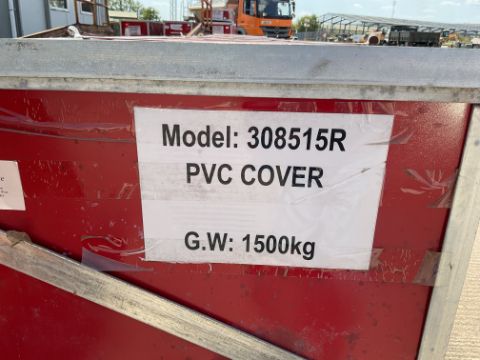 Model: 308515R
PVC COVER
G.W: 1500kg